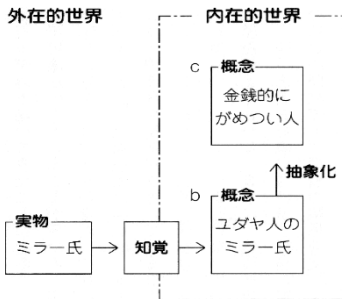 外在的世界
内在的世界
c
概念
金銭的に
がめつい人
抽象化
b
概念
ユダヤ人の
ミラー氏
実物
ミラー氏
知覚